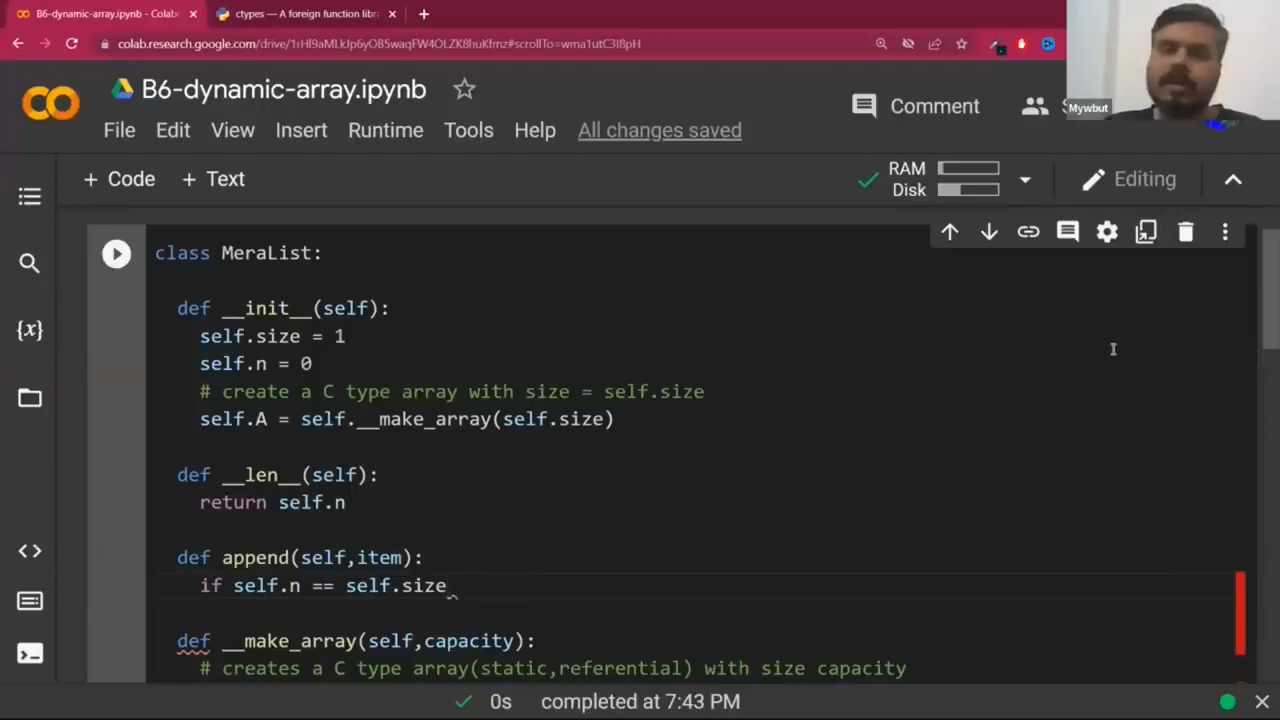 B6-dynamic-array.ipynb - Colab
ctypes — A foreign function libr
colab.research.google.com/drive/1rHl9aMLkJp6yOB5waqFW4OLZK8huKfmz#scrollTo=wma1utC3I8pH
B6-dynamic-array.ipynb
Comment
Mywbut
File Edit View Insert Runtime Tools Help All changes saved
+ Code + Text
RAM
Disk
Editing
class MeraList:
def __init__(self):
self.size = 1
self.n = 0
# create a C type array with size = self.size
self.A = self.__make_array(self.size)
def __len__(self):
return self.n
def append(self,item):
if self.n == self.size
def __make_array(self,capacity):
# creates a C type array(static,referential) with size capacity
0s completed at 7:43 PM